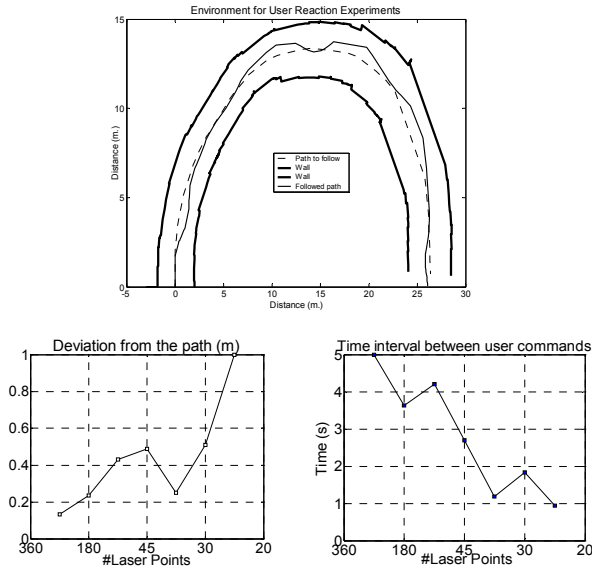 Environment for User Reaction Experiments
15
10
5
0
Distance (m.)
Path to follow
Wall
Wall
Followed path
-5 0 5 10 15 20 25 30
Distance (m.)
Deviation from the path (m)
1
0.8
0.6
0.4
0.2
0
360 180 45 30 20
#Laser Points
Time interval between user commands
5
4
3
2
1
0
Time (s)
360 180 45 30 20
#Laser Points